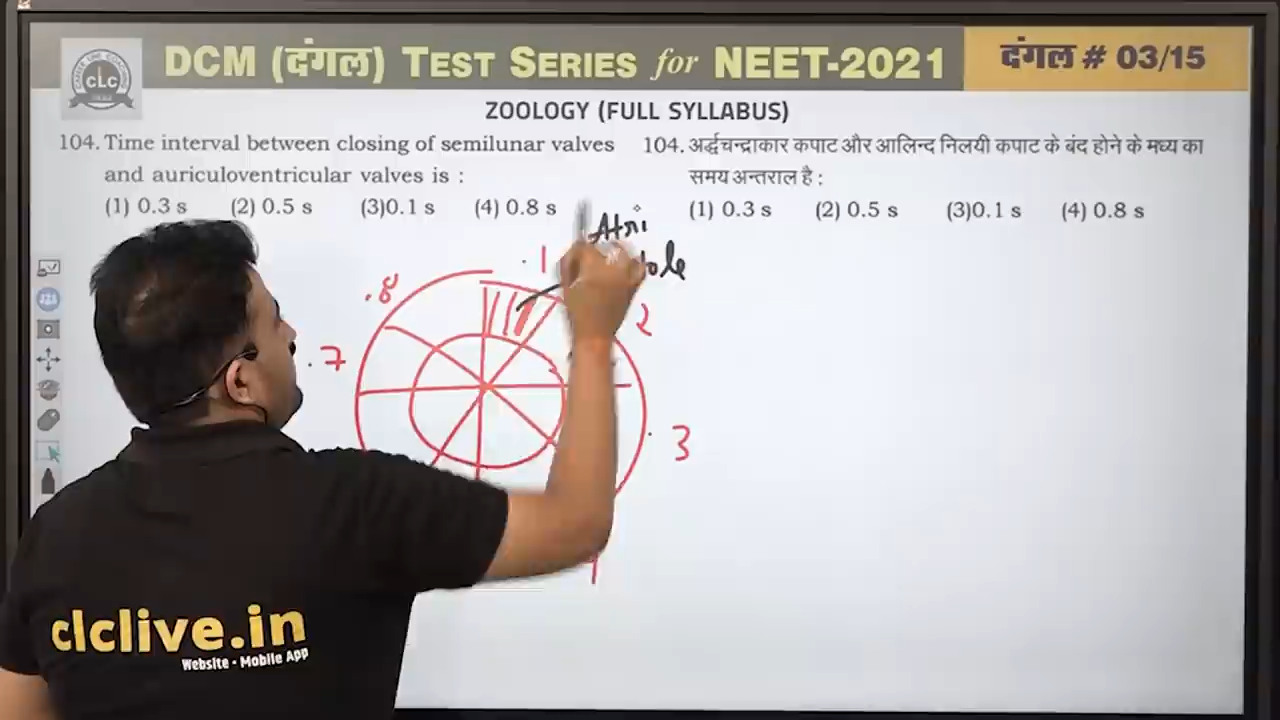 DCM (दंगल) TEST SERIES for NEET-2021
दंगल # 03/15
CLC
ZOOLOGY (FULL SYLLABUS)
104. Time interval between closing of semilunar valves
and auriculoventricular valves is :
(1) 0.3 s (2) 0.5 s (3)0.1 s (4) 0.8 s
104. अर्द्धचन्द्राकार कपाट और आलिन्द निलयी कपाट के बंद होने के मध्य का
समय अन्तराल है :
(1) 0.3 s (2) 0.5 s (3)0.1 s (4) 0.8 s
Atri
.1
.8
2
.7
.3
clclive.in
Website • Mobile App